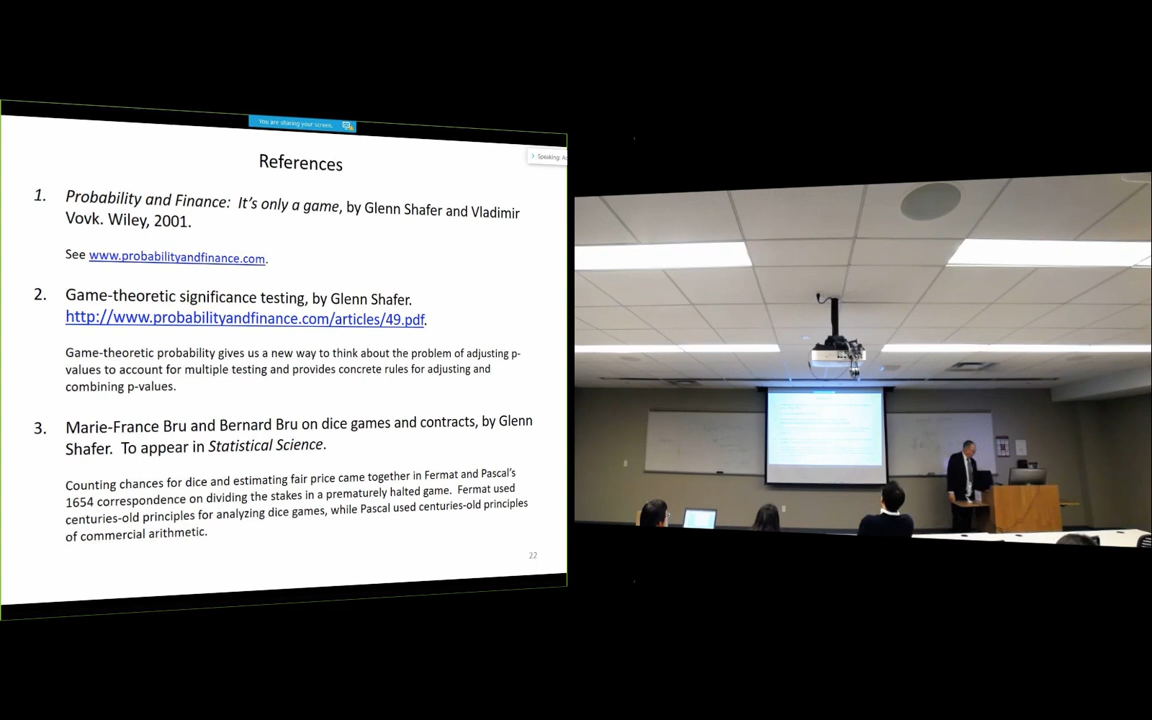 You are sharing your screen.
Speaking:
References
1. Probability and Finance: It's only a game, by Glenn Shafer and Vladimir
Vovk. Wiley, 2001.
See www.probabilityandfinance.com.
2. Game-theoretic significance testing, by Glenn Shafer.
http://www.probabilityandfinance.com/articles/49.pdf.
Game-theoretic probability gives us a new way to think about the problem of adjusting p-
values to account for multiple testing and provides concrete rules for adjusting and
combining p-values.
3. Marie-France Bru and Bernard Bru on dice games and contracts, by Glenn
Shafer. To appear in Statistical Science.
Counting chances for dice and estimating fair price came together in Fermat and Pascal's
1654 correspondence on dividing the stakes in a prematurely halted game. Fermat used
centuries-old principles for analyzing dice games, while Pascal used centuries-old principles
of commercial arithmetic.
22